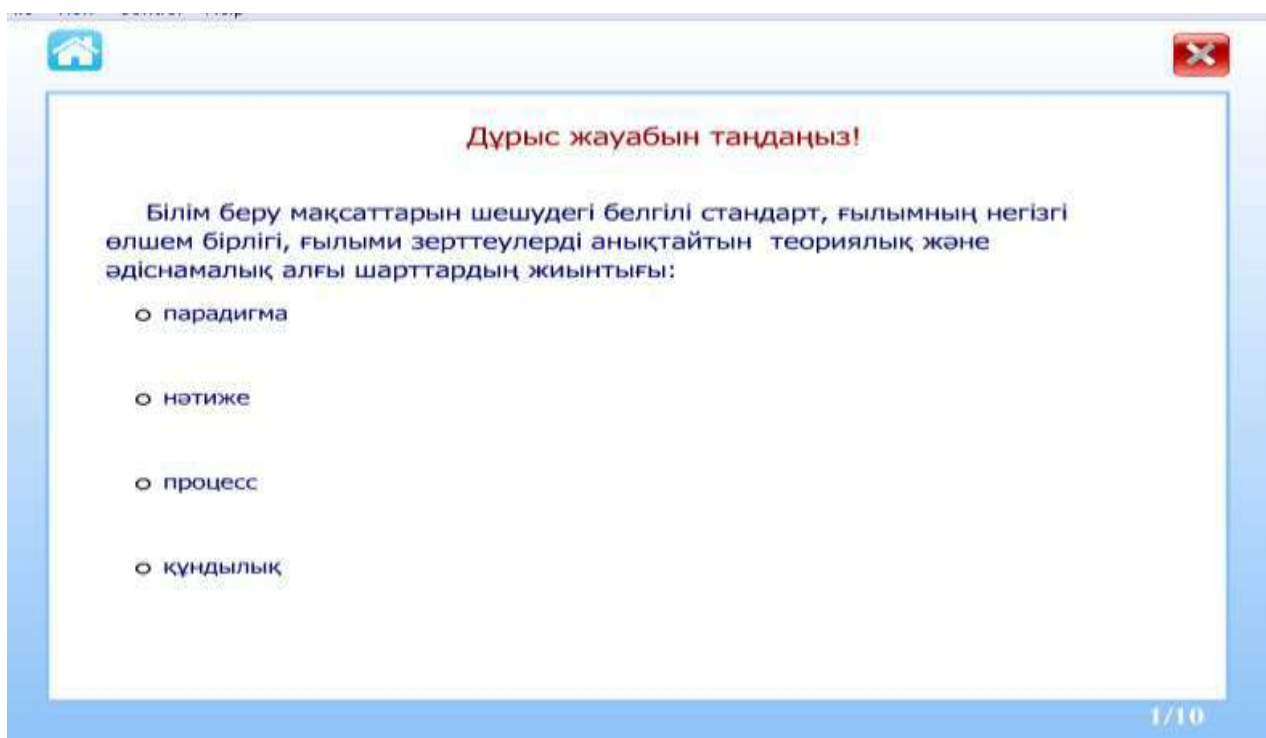 Дұрыс жауабын таңдаңыз!
Білім беру мақсаттарын шешудегі белгілі стандарт, ғылымның негізгі
өлшем бірлігі, ғылыми зерттеулерді анықтайтын теориялық және
әдіснамалық алғы шарттардың жиынтығы:
парадигма
нәтиже
процесс
құндылық
1/10